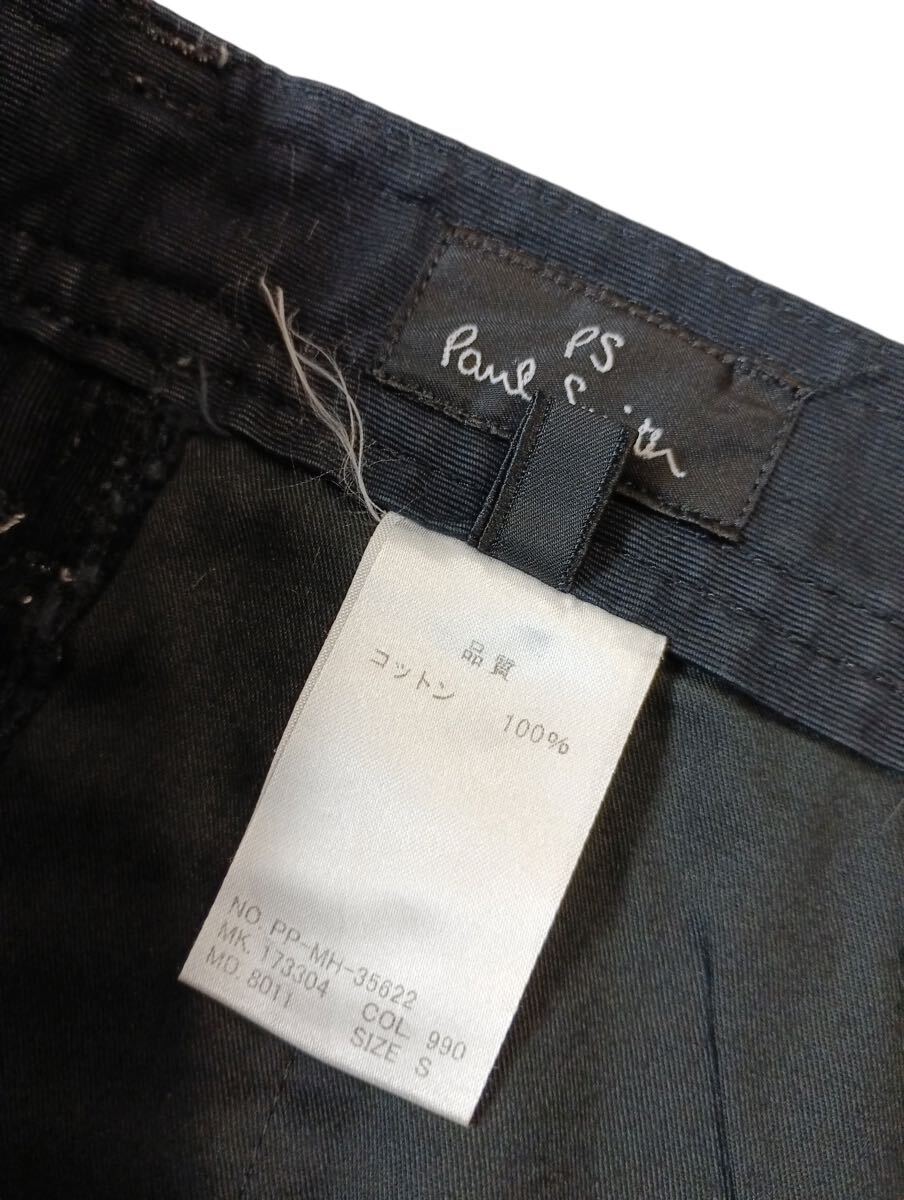 PS
Paul Smith
品質
コットン 100%
NO. PP-MH-35622
MK. 173304 COL. 990
MD. 8011 SIZE S